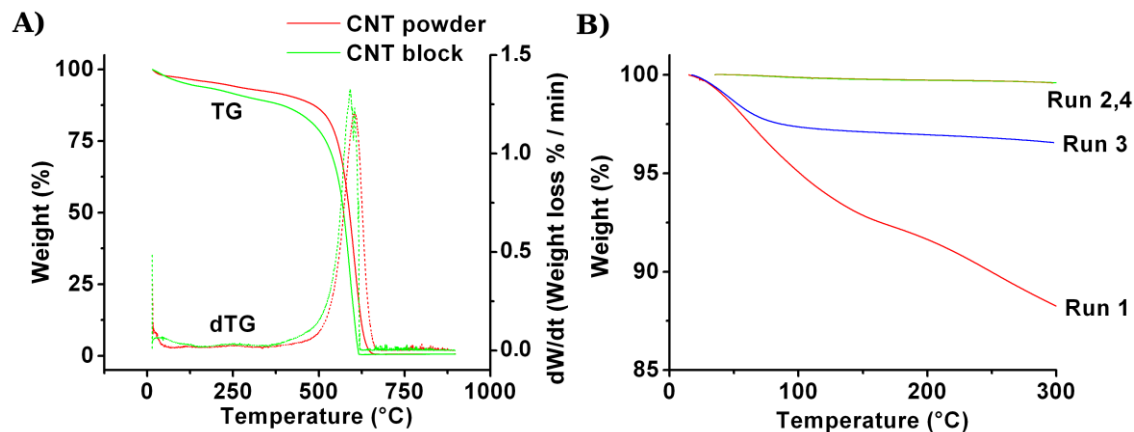 A)
CNT powder
CNT block
TG
dTG
Weight (%)
100
75
50
25
0
0
250
500
750
1000
Temperature (°C)
1.5
1.0
0.5
0.0
dW/dt (Weight loss % / min)
B)
Run 2,4
Run 3
Run 1
Weight (%)
100
95
90
85
0
100
200
300
Temperature (°C)